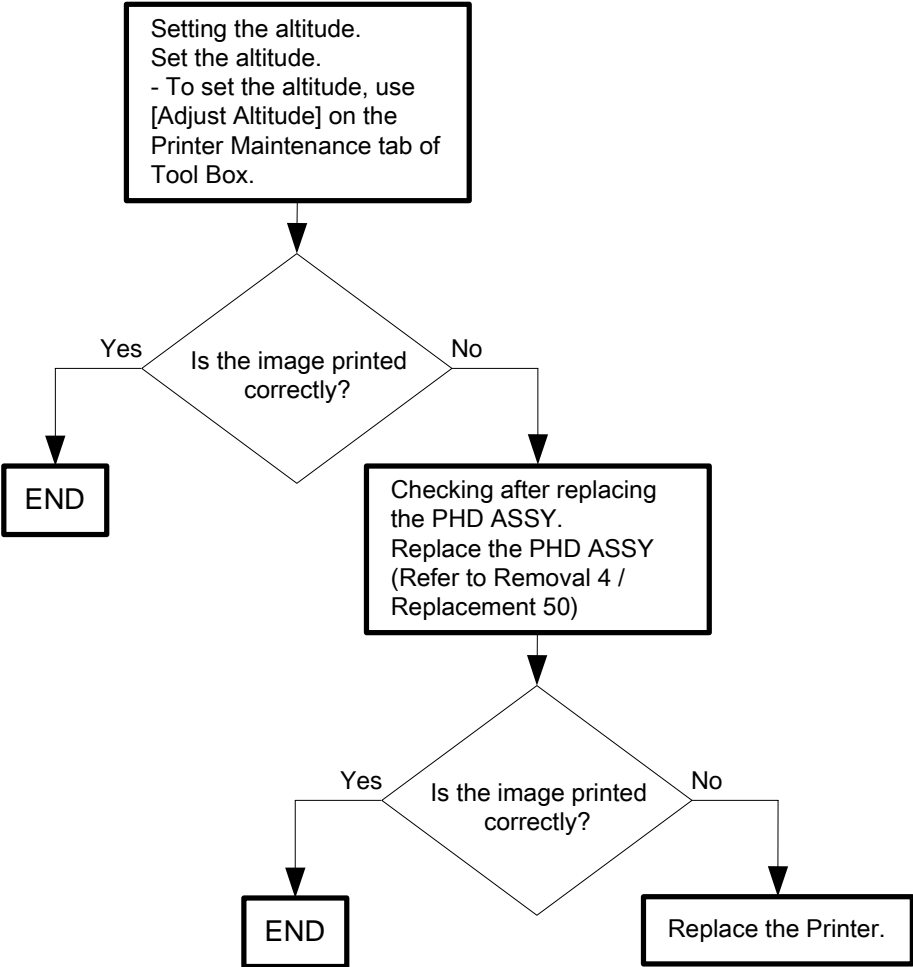 Setting the altitude.
Set the altitude.
- To set the altitude, use
[Adjust Altitude] on the
Printer Maintenance tab of
Tool Box.
Yes
No
Is the image printed
correctly?
END
Checking after replacing
the PHD ASSY.
Replace the PHD ASSY
(Refer to Removal 4 /
Replacement 50)
Yes
No
Is the image printed
correctly?
END
Replace the Printer.